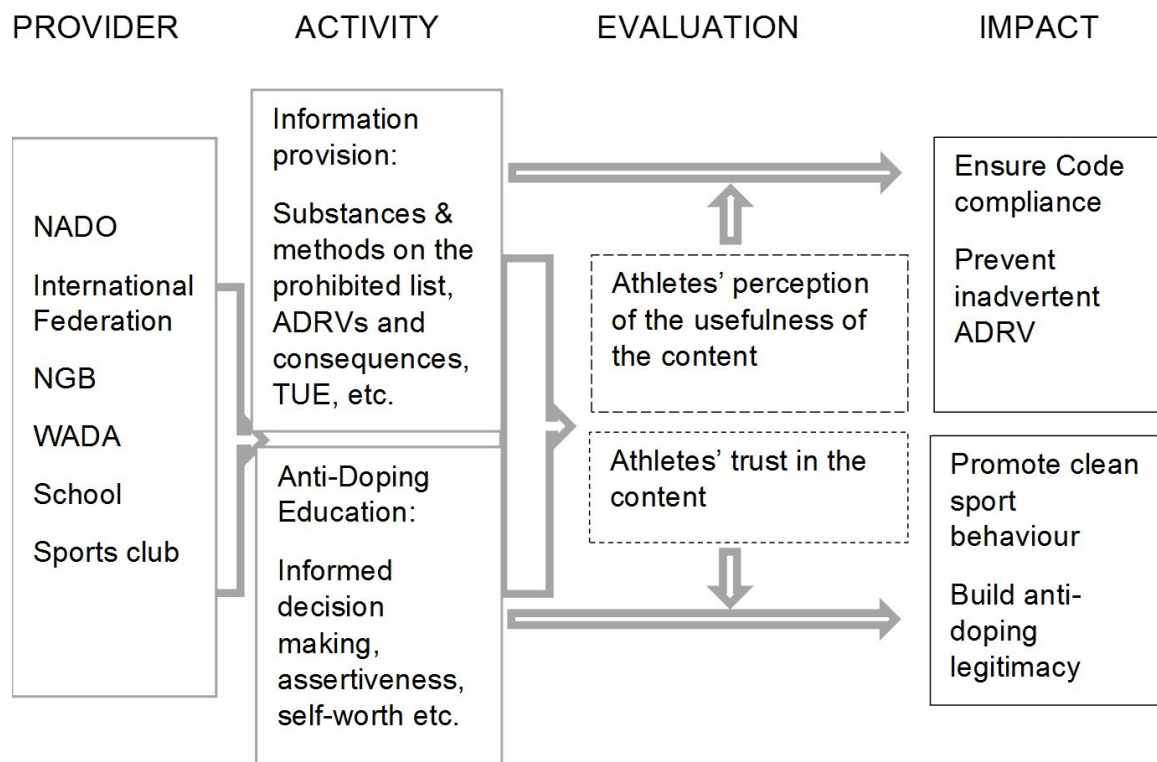 PROVIDER
ACTIVITY
EVALUATION
IMPACT
NADO
International
Federation
NGB
WADA
School
Sports club
Information
provision:
Substances &
methods on the
prohibited list,
ADRVs and
consequences,
TUE, etc.
Anti-Doping
Education:
Informed
decision
making,
assertiveness,
self-worth etc.
Athletes’ perception
of the usefulness of
the content
Athletes’ trust in the
content
Ensure Code
compliance
Prevent
inadvertent
ADRV
Promote clean
sport
behaviour
Build anti-
doping
legitimacy